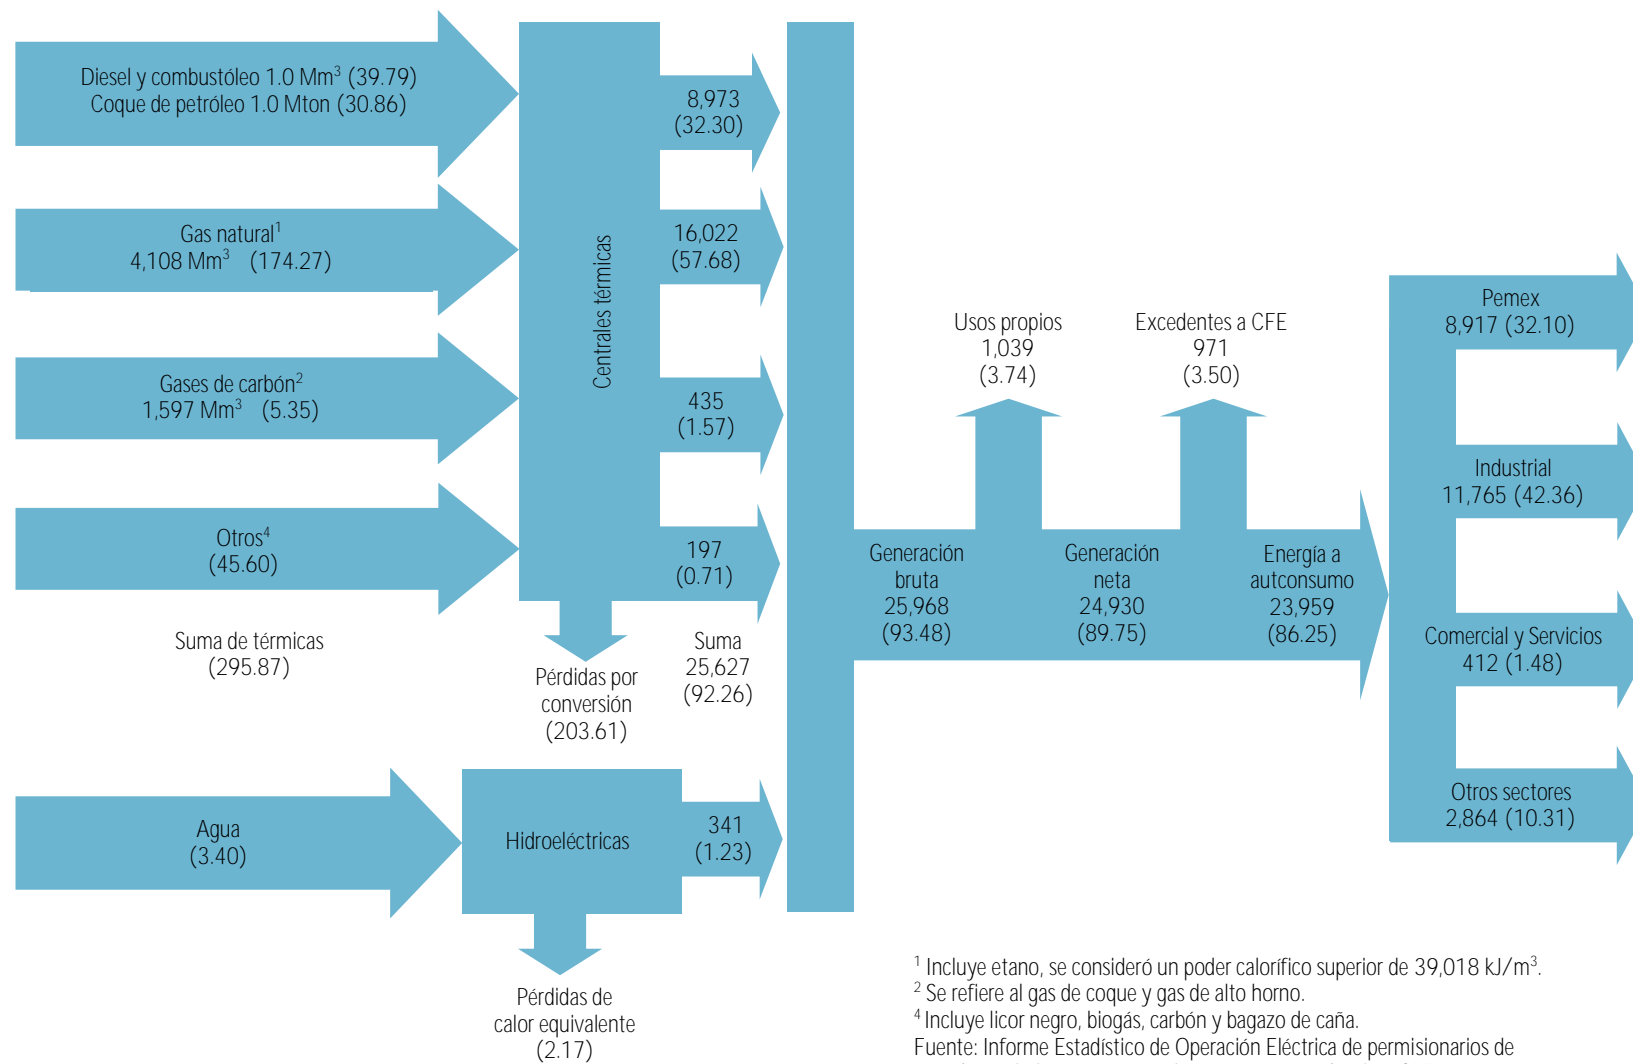 Diesel y combustóleo 1.0 Mm³ (39.79)
Coque de petróleo 1.0 Mton (30.86)
8,973
(32.30)
Gas natural¹
4,108 Mm³ (174.27)
16,022
(57.68)
Centrales térmicas
Gases de carbón²
1,597 Mm³ (5.35)
435
(1.57)
Otros⁴
(45.60)
197
(0.71)
Suma de térmicas
(295.87)
Pérdidas por
conversión
(203.61)
Suma
25,627
(92.26)
Agua
(3.40)
Hidroeléctricas
341
(1.23)
Pérdidas de
calor equivalente
(2.17)
Generación
bruta
25,968
(93.48)
Usos propios
1,039
(3.74)
Generación
neta
24,930
(89.75)
Excedentes a CFE
971
(3.50)
Energía a
autconsumo
23,959
(86.25)
Pemex
8,917 (32.10)
Industrial
11,765 (42.36)
Comercial y Servicios
412 (1.48)
Otros sectores
2,864 (10.31)
¹ Incluye etano, se consideró un poder calorífico superior de 39,018 kJ/m³.
² Se refiere al gas de coque y gas de alto horno.
⁴ Incluye licor negro, biogás, carbón y bagazo de caña.
Fuente: Informe Estadístico de Operación Eléctrica de permisionarios de